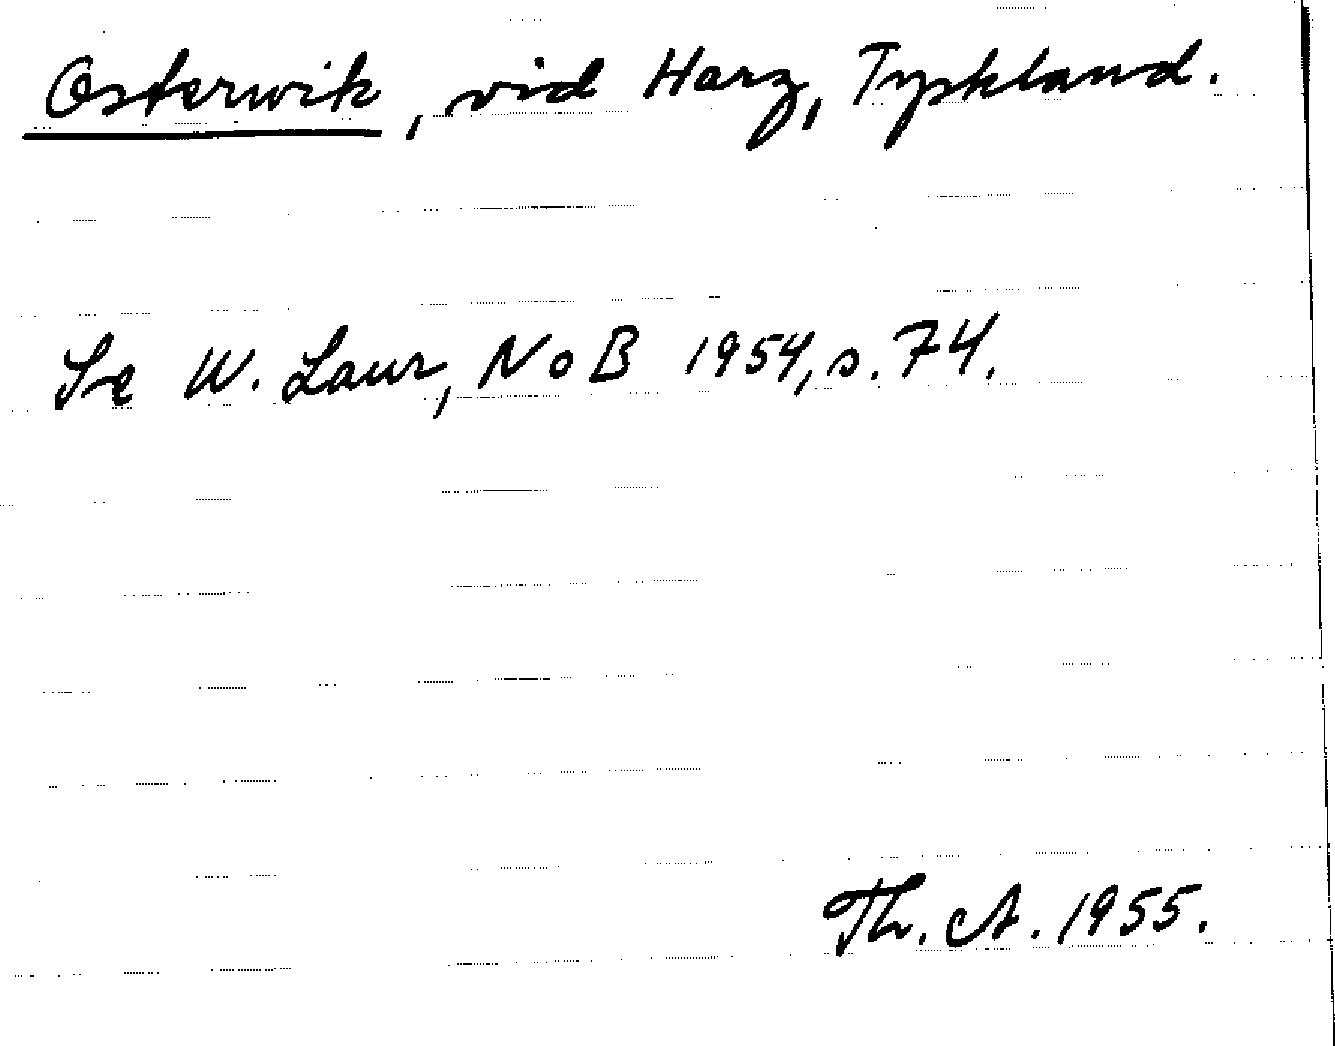 Osterwik, vid Harz, Tyskland.
Se W. Laur, NoB 1954, s. 74.
Th. A. 1955.